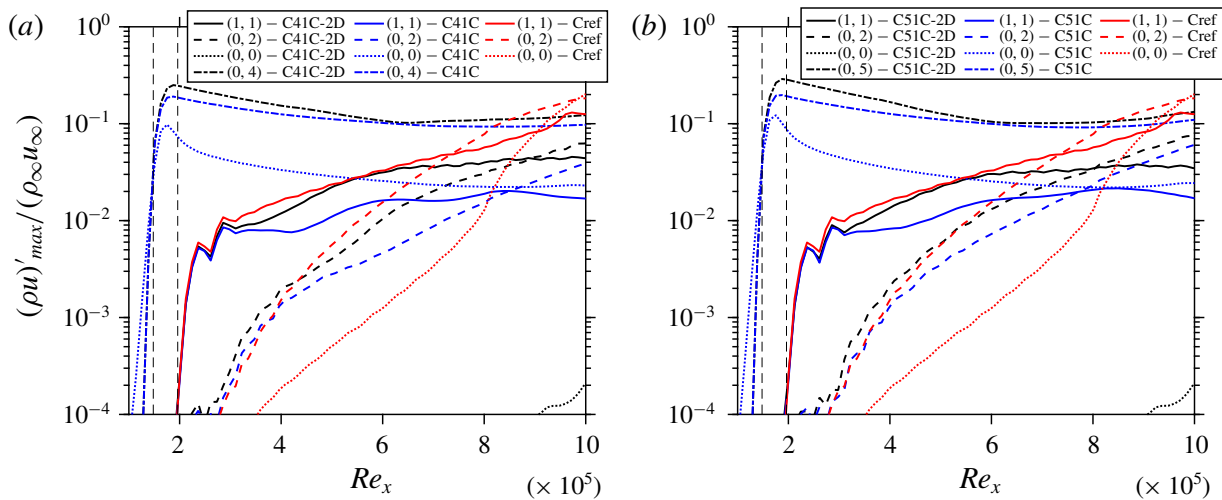 (a)
(1, 1) – C41C-2D (1, 1) – C41C (1, 1) – Cref
(0, 2) – C41C-2D (0, 2) – C41C (0, 2) – Cref
(0, 0) – C41C-2D (0, 0) – C41C (0, 0) – Cref
(0, 4) – C41C-2D (0, 4) – C41C
10^0
10^{-1}
10^{-2}
10^{-3}
10^{-4}
(ρu)'_{max}/(ρ_∞u_∞)
2 4 6 8 10
Re_x (× 10^5)
(b)
(1, 1) – C51C-2D (1, 1) – C51C (1, 1) – Cref
(0, 2) – C51C-2D (0, 2) – C51C (0, 2) – Cref
(0, 0) – C51C-2D (0, 0) – C51C (0, 0) – Cref
(0, 5) – C51C-2D (0, 5) – C51C
10^0
10^{-1}
10^{-2}
10^{-3}
10^{-4}
2 4 6 8 10
Re_x (× 10^5)